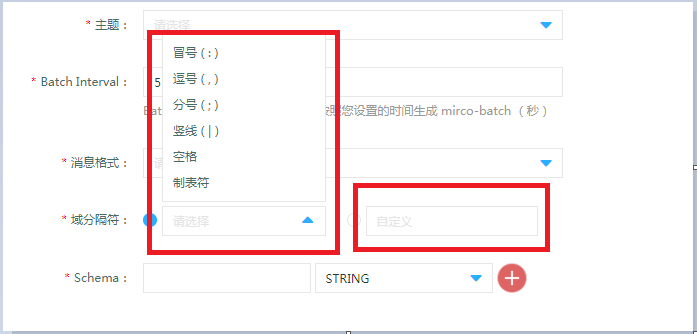 * 主题： 请选择
冒号 ( : )
* Batch Interval： 5
逗号 ( , )
分号 ( ; )
Bat 按照您设置的时间生成 mirco-batch （秒）
竖线 ( | )
* 消息格式： 请
空格
制表符
* 域分隔符： 请选择 自定义
* Schema： STRING